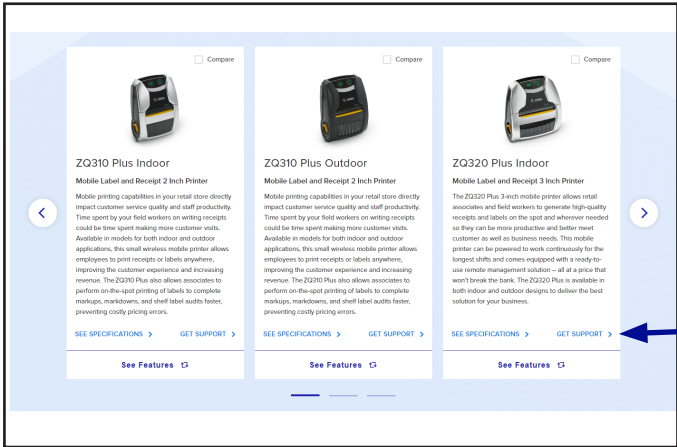 Compare
ZQ310 Plus Indoor
Mobile Label and Receipt 2 Inch Printer
Mobile printing capabilities in your retail store directly
impact customer service quality and staff productivity.
Time spent by your field workers on writing receipts
could be time spent making more customer visits.
Available in models for both indoor and outdoor
applications, this small wireless mobile printer allows
employees to print receipts or labels anywhere,
improving the customer experience and increasing
revenue. The ZQ310 Plus also allows associates to
perform on-the-spot printing of labels to complete
markups, markdowns, and shelf label audits faster,
preventing costly pricing errors.
SEE SPECIFICATIONS
GET SUPPORT
See Features
Compare
ZQ310 Plus Outdoor
Mobile Label and Receipt 2 Inch Printer
Mobile printing capabilities in your retail store directly
impact customer service quality and staff productivity.
Time spent by your field workers on writing receipts
could be time spent making more customer visits.
Available in models for both indoor and outdoor
applications, this small wireless mobile printer allows
employees to print receipts or labels anywhere,
improving the customer experience and increasing
revenue. The ZQ310 Plus also allows associates to
perform on-the-spot printing of labels to complete
markups, markdowns, and shelf label audits faster,
preventing costly pricing errors.
SEE SPECIFICATIONS
GET SUPPORT
See Features
Compare
ZQ320 Plus Indoor
Mobile Label and Receipt 3 Inch Printer
The ZQ320 Plus 3-inch mobile printer allows retail
associates and field workers to generate high-quality
receipts and labels on the spot and wherever needed
so they can be more productive and better meet
customer as well as business needs. This mobile
printer can be powered to work continuously for the
longest shifts and comes equipped with a ready-to-
use remote management solution – all at a price that
won't break the bank. The ZQ320 Plus is available in
both indoor and outdoor designs to deliver the best
solution for your business.
SEE SPECIFICATIONS
GET SUPPORT
See Features